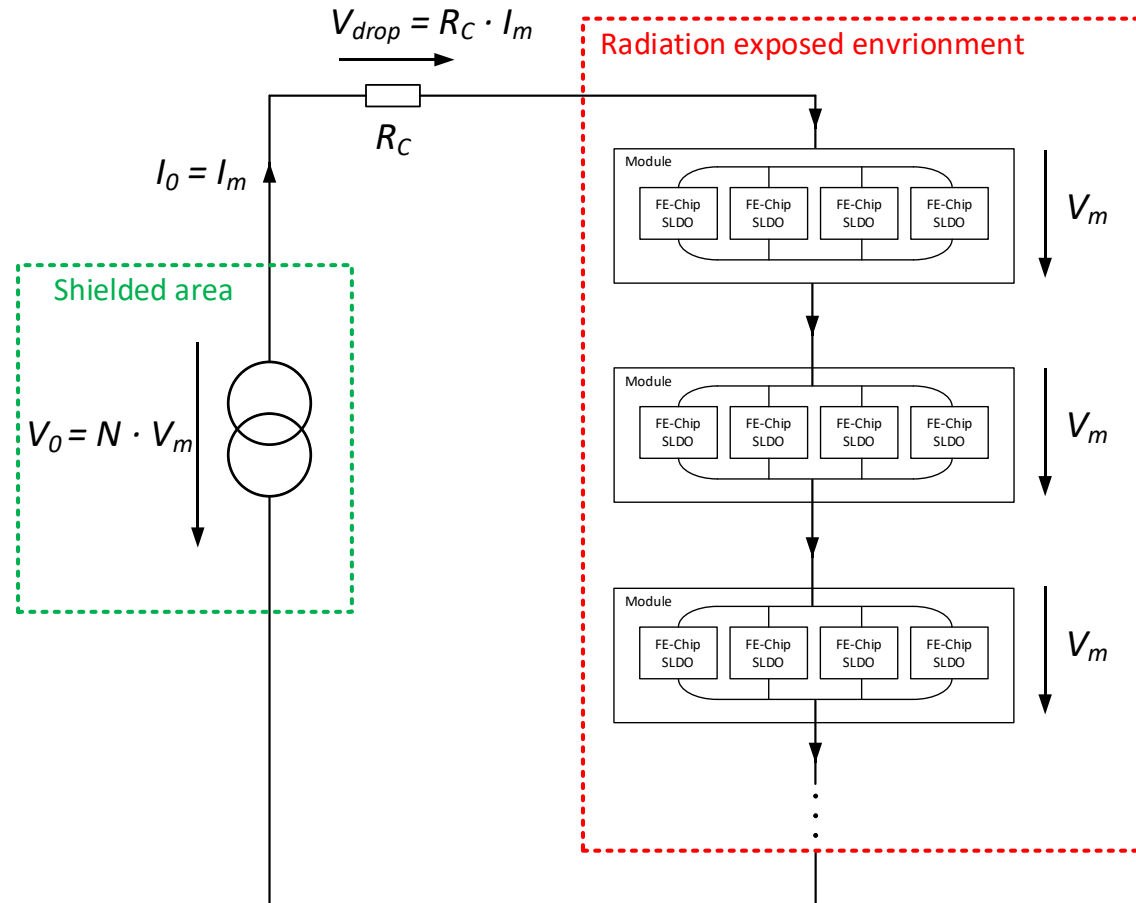 V_drop = R_C · I_m
Radiation exposed envrionment
R_C
I_0 = I_m
Module
FE-Chip SLDO
FE-Chip SLDO
FE-Chip SLDO
FE-Chip SLDO
V_m
Shielded area
V_0 = N · V_m
Module
FE-Chip SLDO
FE-Chip SLDO
FE-Chip SLDO
FE-Chip SLDO
V_m
Module
FE-Chip SLDO
FE-Chip SLDO
FE-Chip SLDO
FE-Chip SLDO
V_m